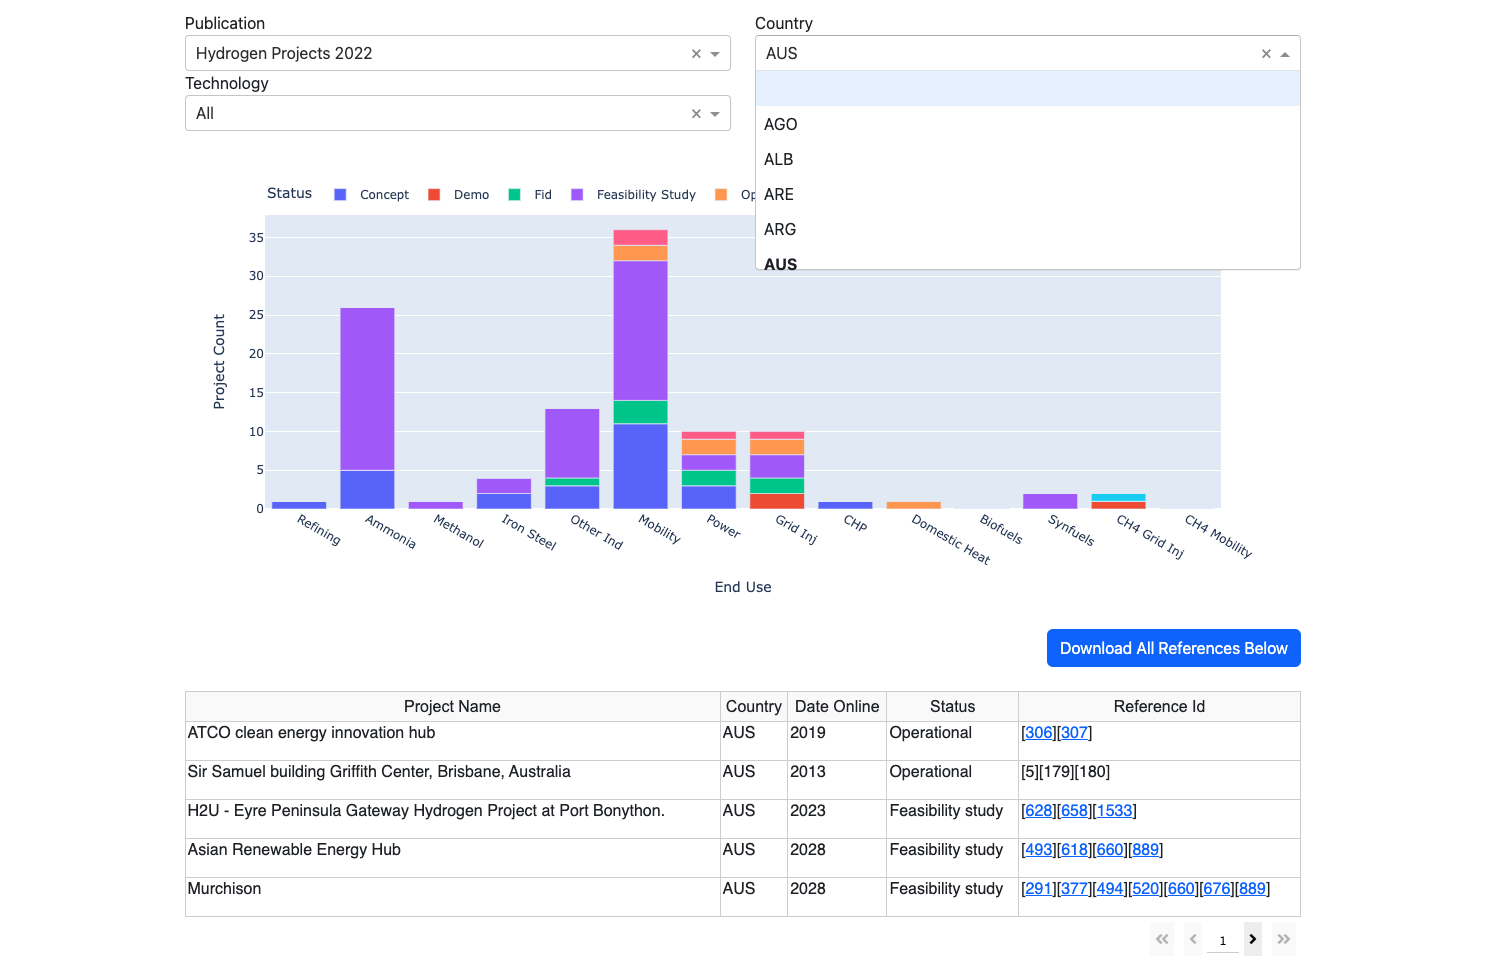 Publication
Country
Hydrogen Projects 2022
AUS
Technology
All
AGO
ALB
ARE
ARG
AUS
Status Concept Demo Fid Feasibility Study
35
30
25
20
15
10
5
0
Project Count
Refining Ammonia Methanol Iron Steel Other Ind Mobility Power Grid Inj CHP Domestic Heat Biofuels Synfuels CH4 Grid Inj CH4 Mobility
End Use
Download All References Below
Project Name Country Date Online Status Reference Id
ATCO clean energy innovation hub AUS 2019 Operational [306][307]
Sir Samuel building Griffith Center, Brisbane, Australia AUS 2013 Operational [5][179][180]
H2U - Eyre Peninsula Gateway Hydrogen Project at Port Bonython. AUS 2023 Feasibility study [628][658][1533]
Asian Renewable Energy Hub AUS 2028 Feasibility study [493][618][660][889]
Murchison AUS 2028 Feasibility study [291][377][494][520][660][676][889]
1